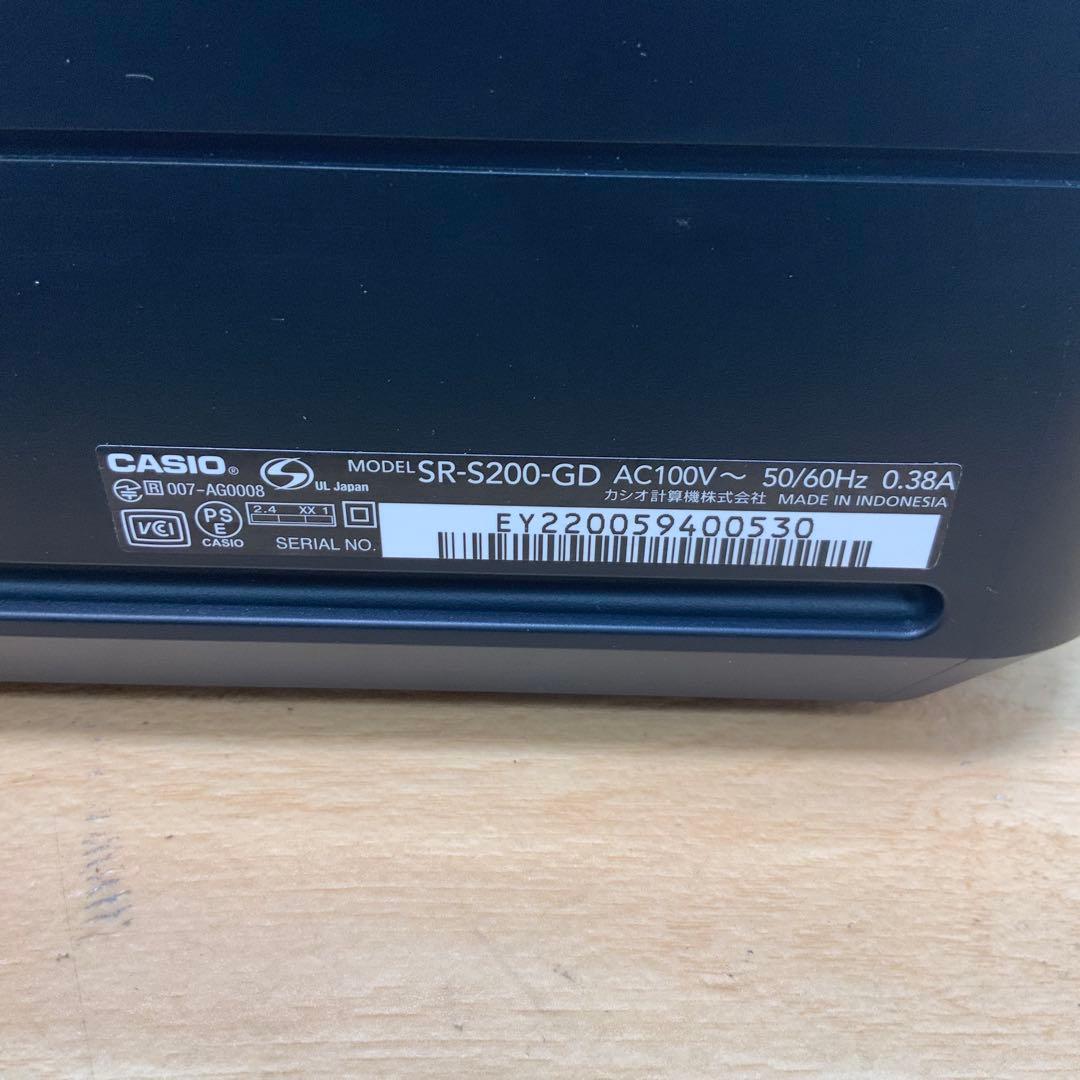 CASIO® UL Japan MODEL SR-S200-GD AC100V～ 50/60Hz 0.38A
R 007-AG0008 カシオ計算機株式会社 MADE IN INDONESIA
VCI PS E CASIO 2.4 XX 1 SERIAL NO. EY220059400530